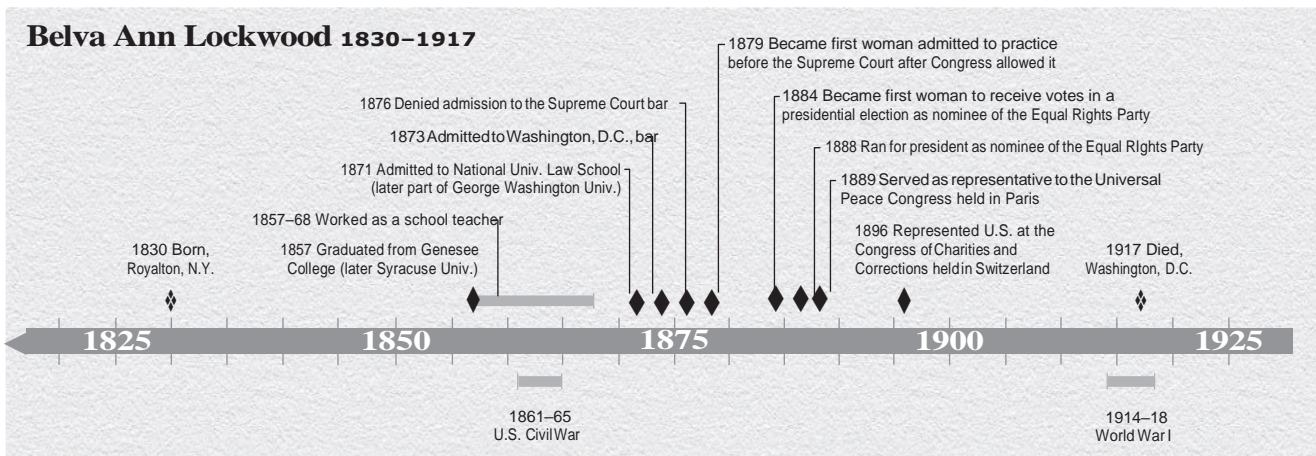 Belva Ann Lockwood 1830–1917
1879 Became first woman admitted to practice
before the Supreme Court after Congress allowed it
1876 Denied admission to the Supreme Court bar
1884 Became first woman to receive votes in a
presidential election as nominee of the Equal Rights Party
1873 Admitted to Washington, D.C., bar
1888 Ran for president as nominee of the Equal RIghts Party
1871 Admitted to National Univ. Law School
(later part of George Washington Univ.)
1889 Served as representative to the Universal
Peace Congress held in Paris
1857–68 Worked as a school teacher
1896 Represented U.S. at the
Congress of Charities and
Corrections held in Switzerland
1830 Born,
Royalton, N.Y.
1857 Graduated from Genesee
College (later Syracuse Univ.)
1917 Died,
Washington, D.C.
1825 1850 1875 1900 1925
1861–65
U.S. Civil War
1914–18
World War I